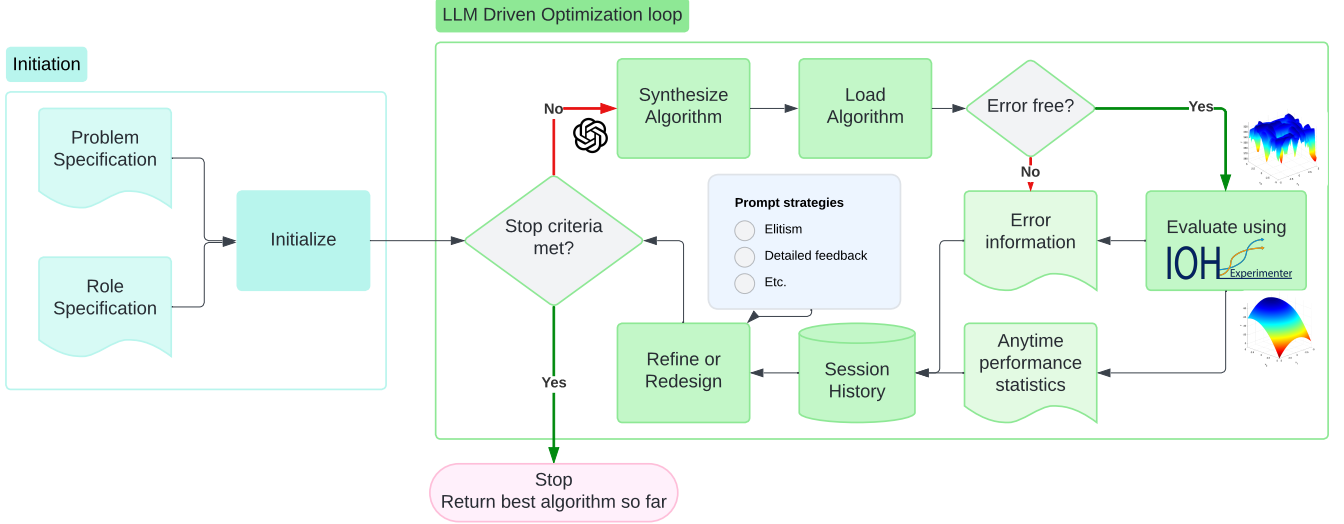 LLM Driven Optimization loop
Initiation
Problem
Specification
Role
Specification
Initialize
Stop criteria
met?
No
Synthesize
Algorithm
Load
Algorithm
Error free?
Yes
No
Error
information
Evaluate using
IOH
Experimenter
Prompt strategies
Elitism
Detailed feedback
Etc.
Refine or
Redesign
Session
History
Anytime
performance
statistics
Yes
Stop
Return best algorithm so far